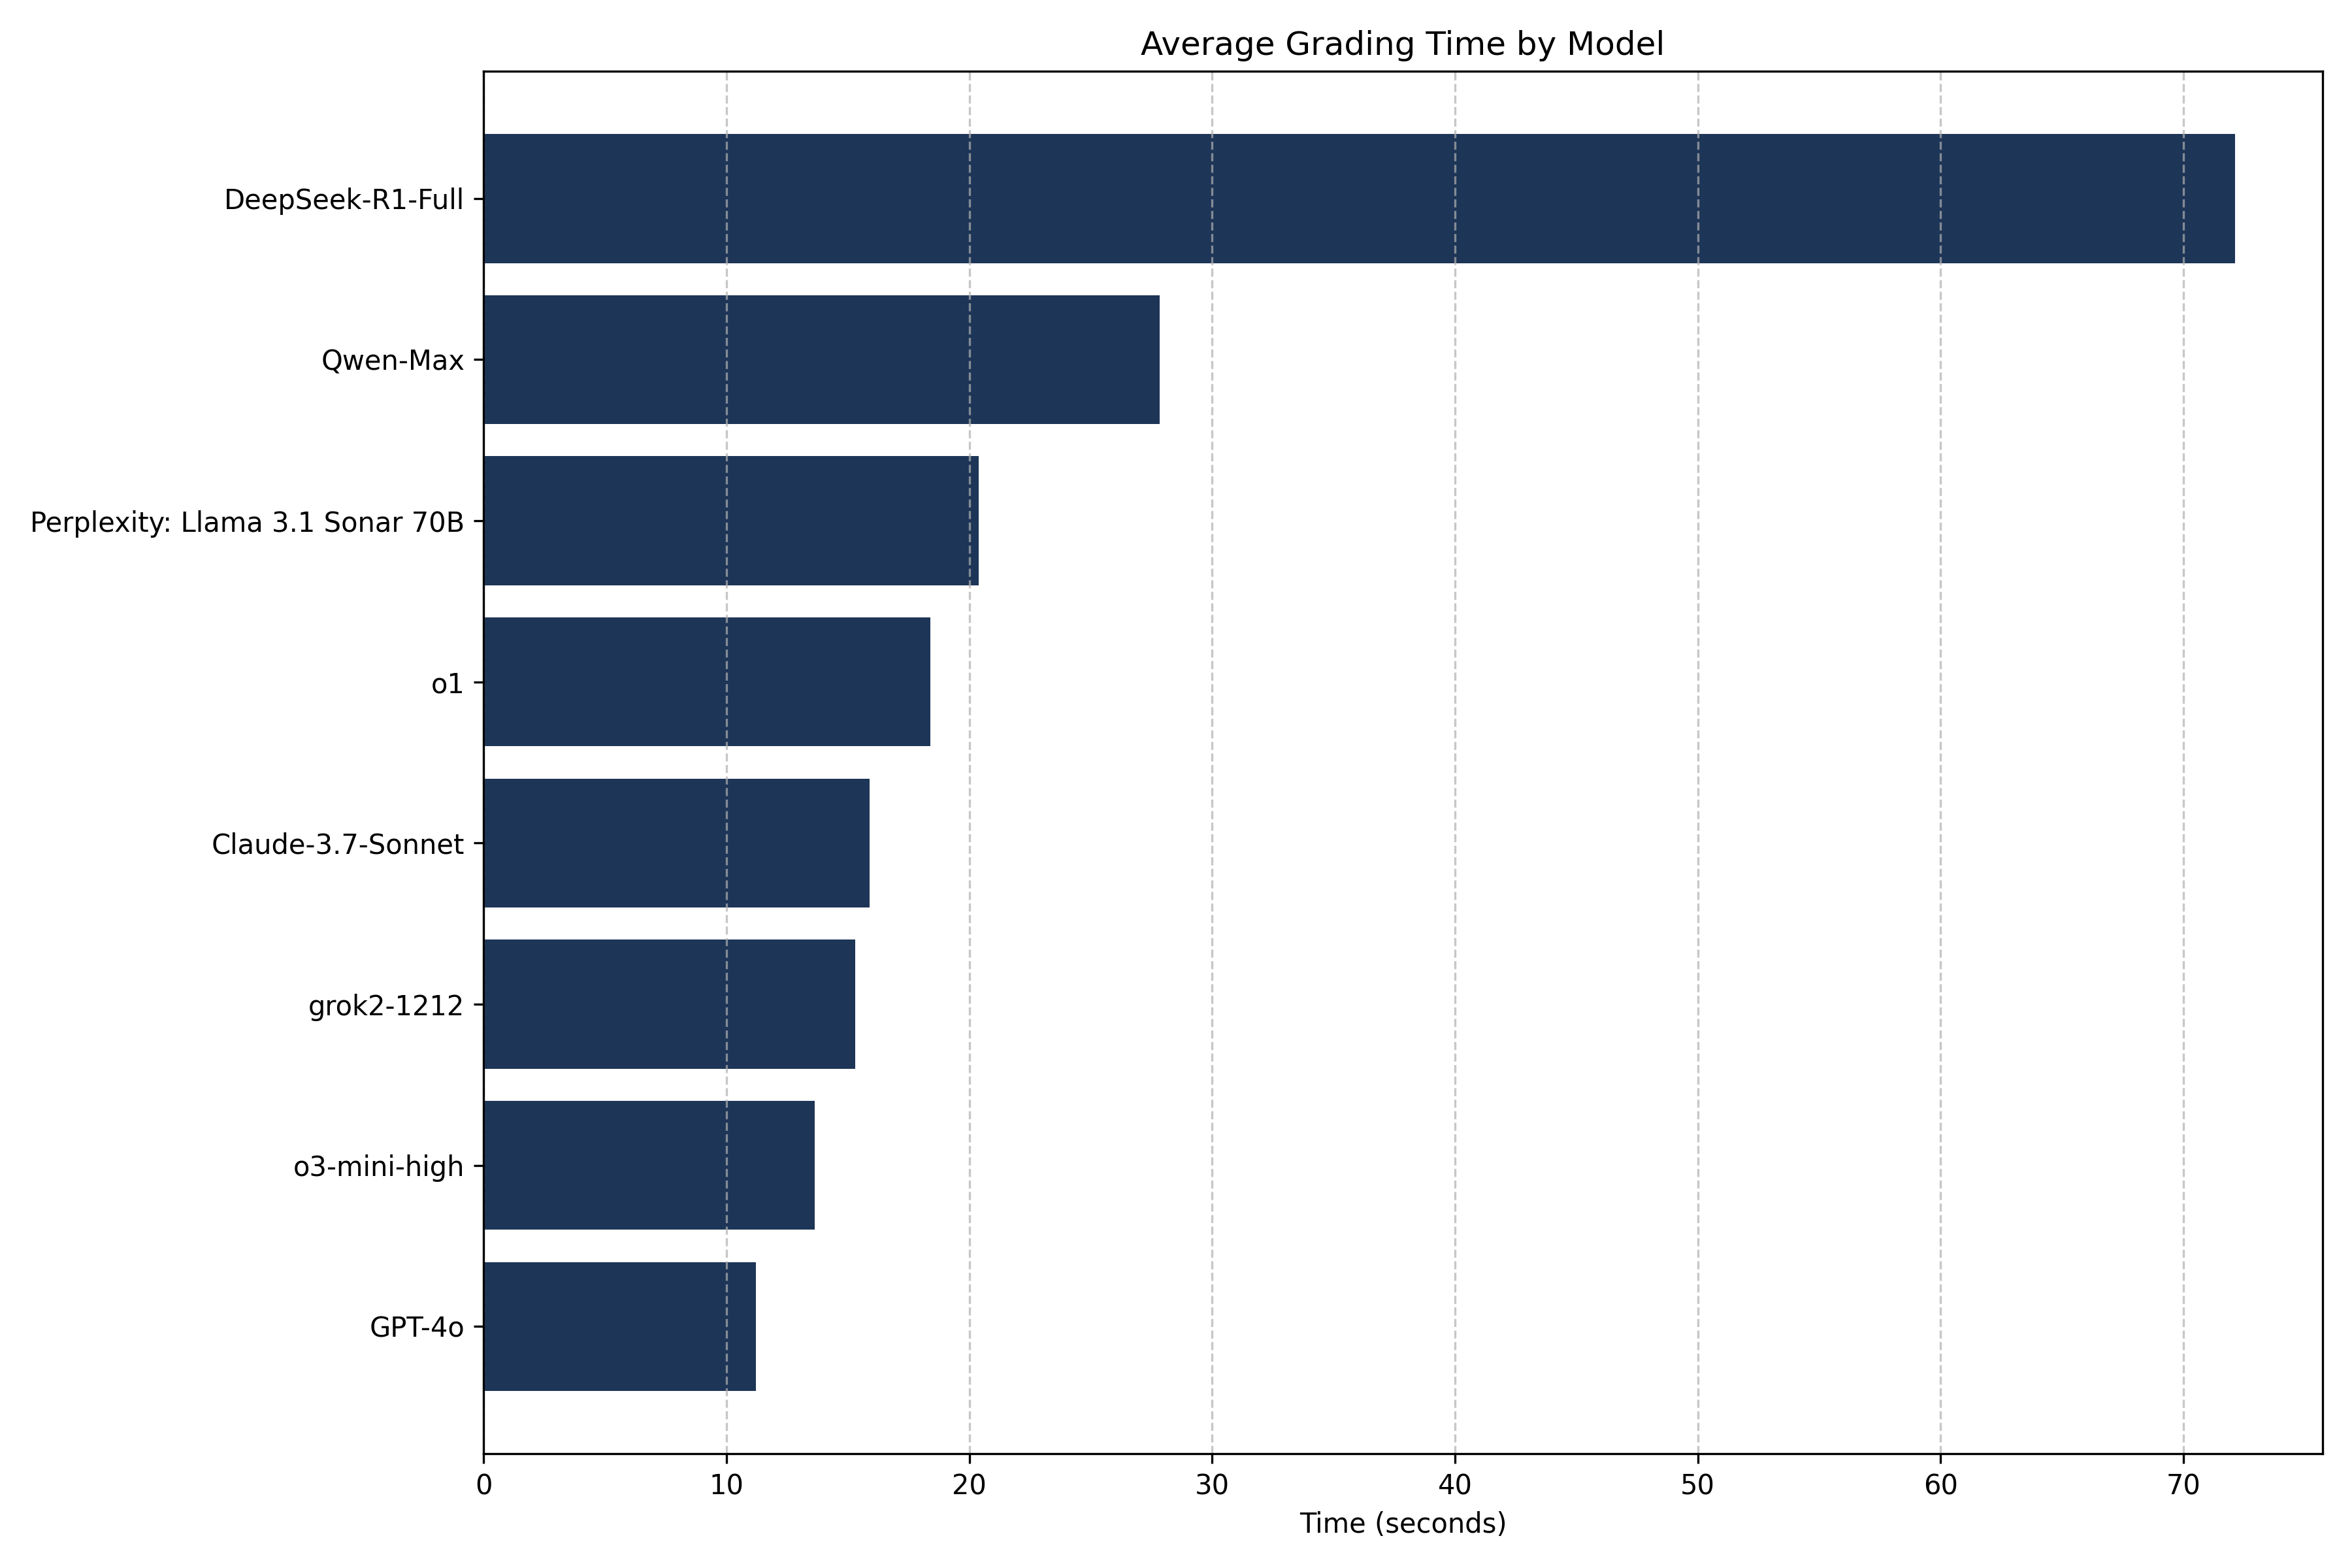 Average Grading Time by Model
DeepSeek-R1-Full
Qwen-Max
Perplexity: Llama 3.1 Sonar 70B
o1
Claude-3.7-Sonnet
grok2-1212
o3-mini-high
GPT-4o
0 10 20 30 40 50 60 70
Time (seconds)